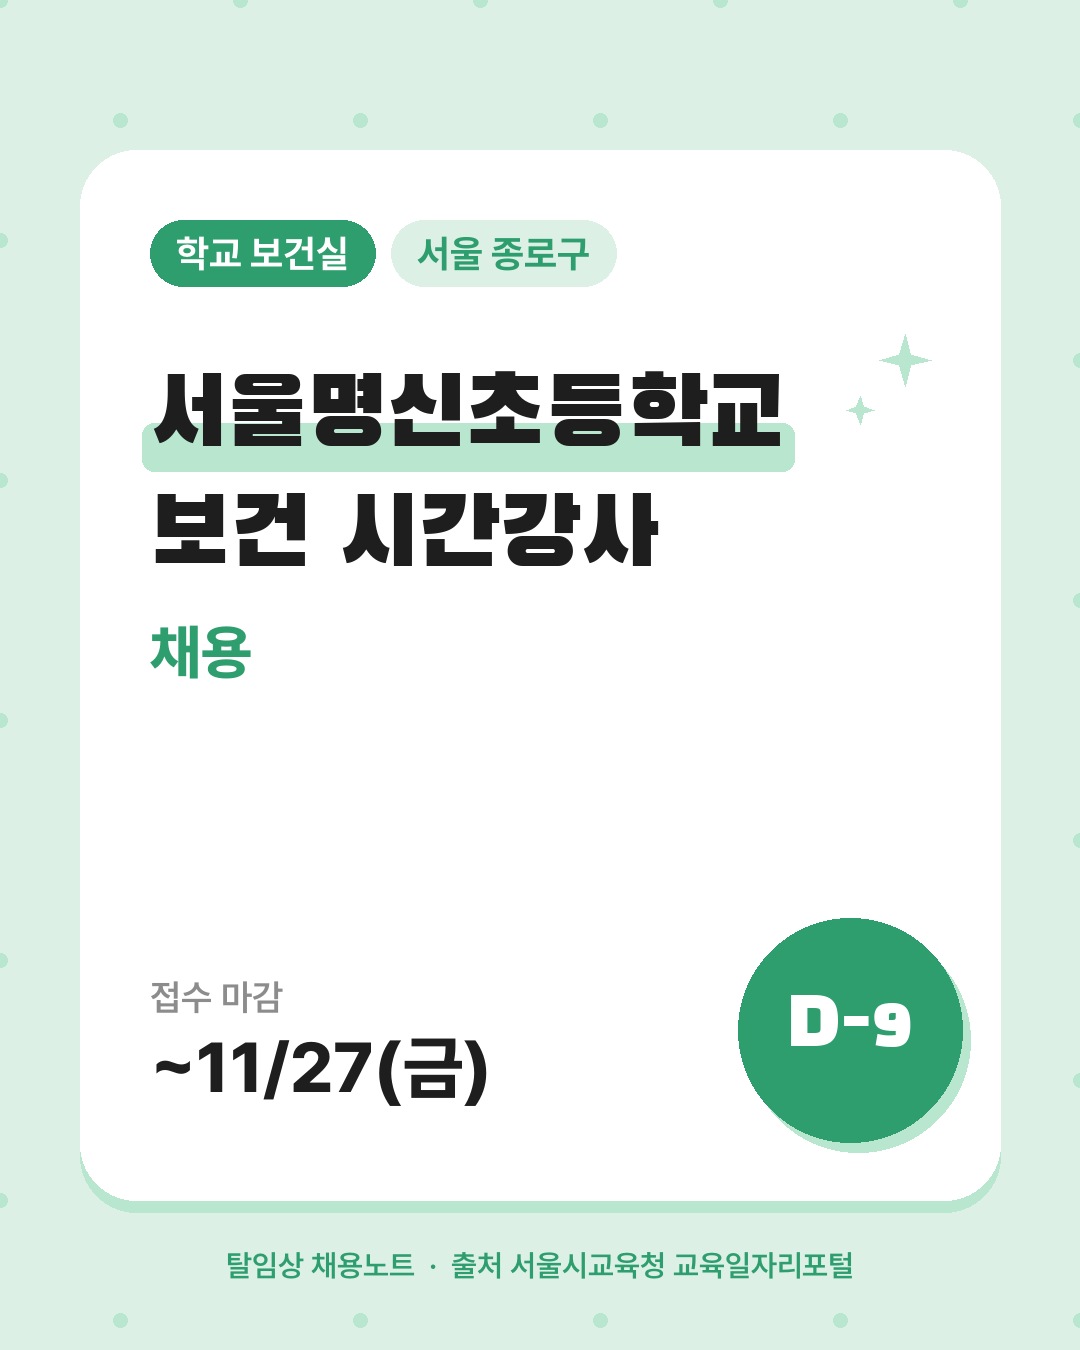 학교 보건실 서울 종로구
서울명신초등학교
보건 시간강사
채용
접수 마감
~11/27(금)
D-9
탈임상 채용노트 · 출처 서울시교육청 교육일자리포털